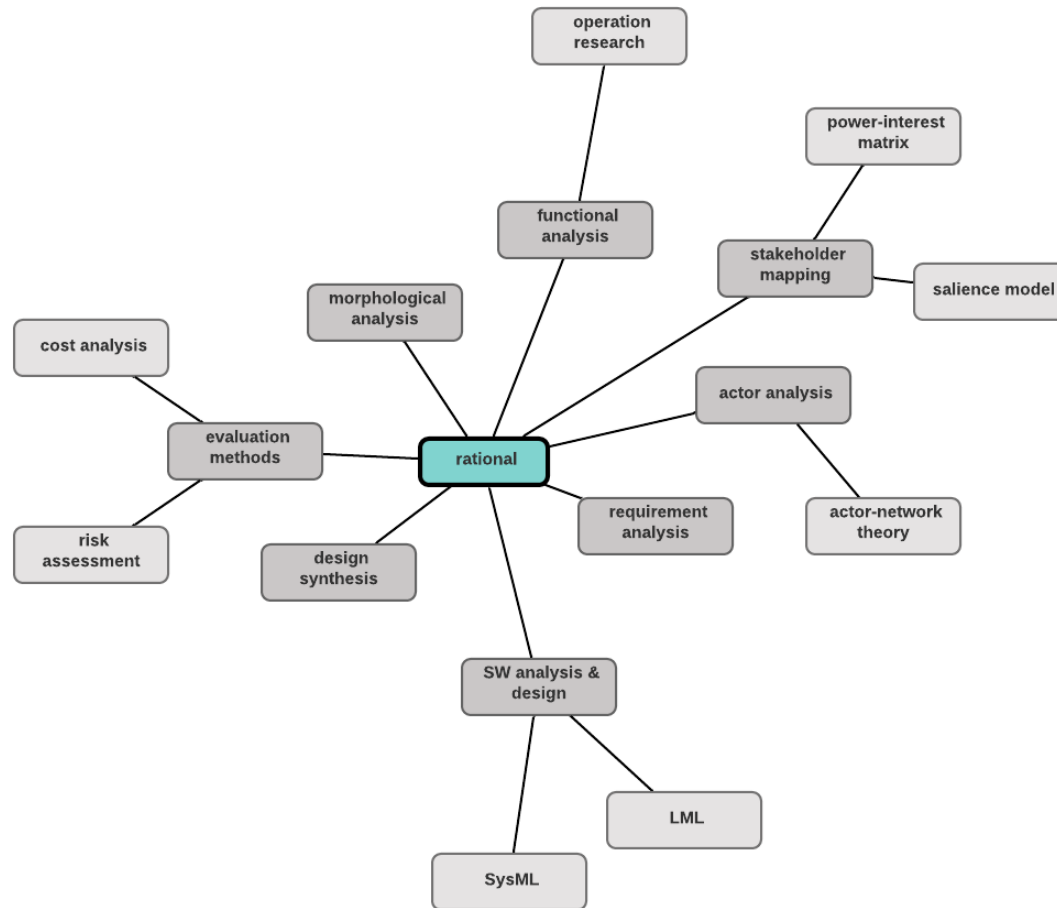 operation
research
power-interest
matrix
functional
analysis
stakeholder
mapping
salience model
morphological
analysis
cost analysis
actor analysis
evaluation
methods
rational
requirement
analysis
actor-network
theory
risk
assessment
design
synthesis
SW analysis &
design
LML
SysML